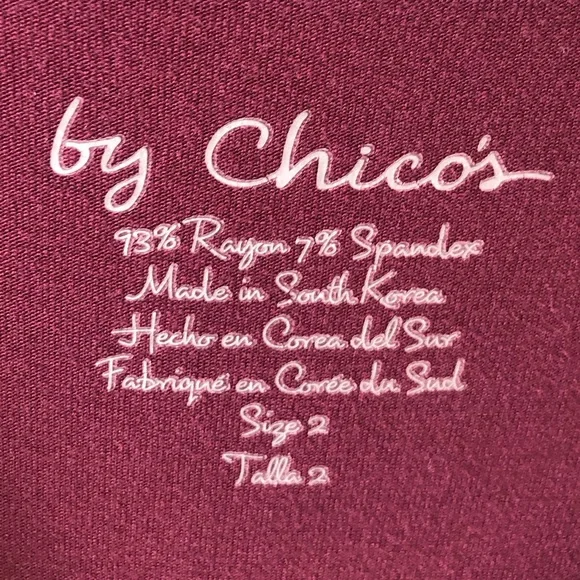 by Chico's
93% Rayon 7% Spandex
Made in South Korea
Hecho en Corea del Sur
Fabriqué en Corée du Sud
Size 2
Talla 2